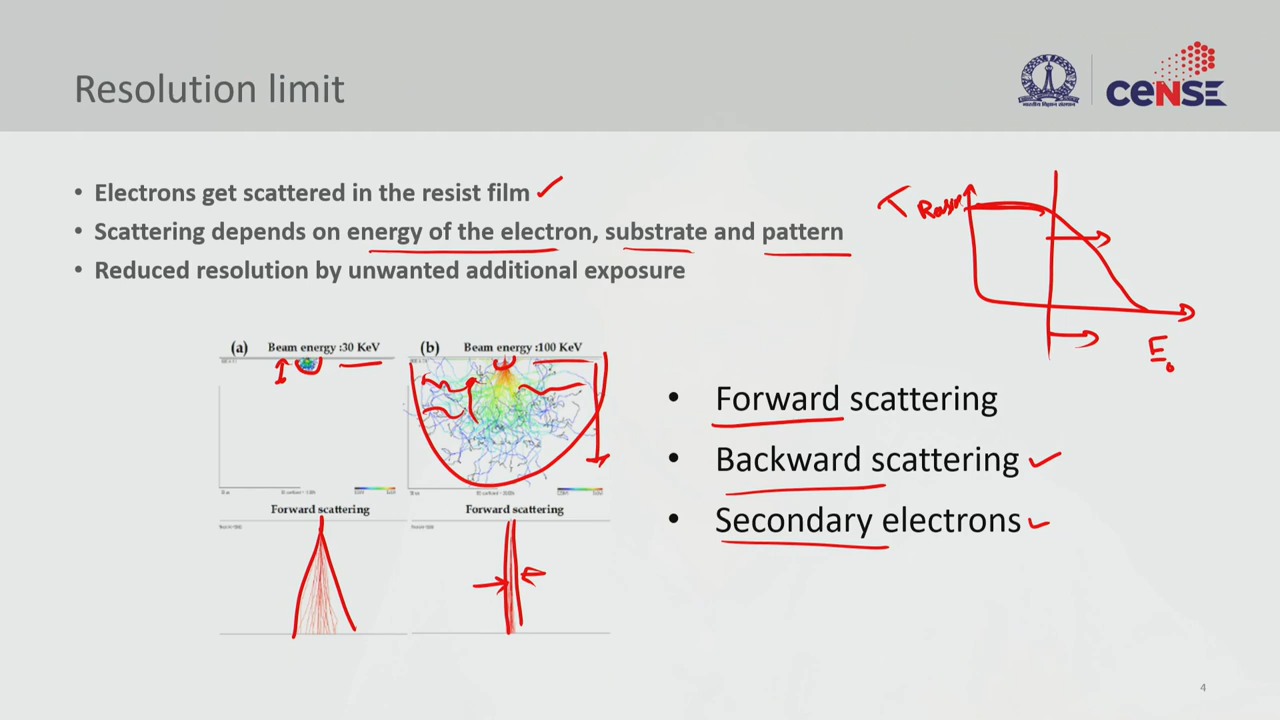 Resolution limit
CeNSE
• Electrons get scattered in the resist film
• Scattering depends on energy of the electron, substrate and pattern
• Reduced resolution by unwanted additional exposure
E
(a) Beam energy :30 KeV
(b) Beam energy :100 KeV
Forward scattering
Forward scattering
• Forward scattering
• Backward scattering
• Secondary electrons
4